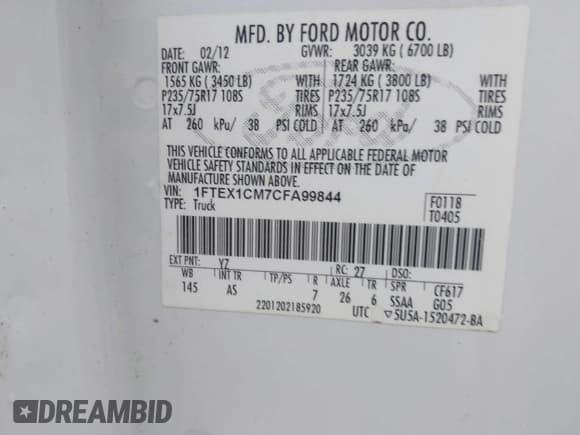 MFD. BY FORD MOTOR CO.
DATE: 02/12 GVWR: 3039 KG ( 6700 LB)
FRONT GAWR: REAR GAWR:
1565 KG ( 3450 LB) WITH 1724 KG ( 3800 LB) WITH
P235/75R17 108S TIRES P235/75R17 108S TIRES
17x7.5J RIMS 17x7.5J RIMS
AT 260 kPa/ 38 PSI COLD AT 260 kPa/ 38 PSI COLD
THIS VEHICLE CONFORMS TO ALL APPLICABLE FEDERAL MOTOR
VEHICLE SAFETY STANDARDS IN EFFECT ON THE DATE OF
MANUFACTURE SHOWN ABOVE.
VIN: 1FTEX1CM7CFA99844 F0118
TYPE: Truck T0405
EXT PNT: YZ RC: 27 DSO:
WB INT TR TP/PS R AXLE TR SPR CF617
145 AS 7 26 6 SSAA G05
2201202185920 UTC ▽5U5A-1520472-BA
DREAMBID